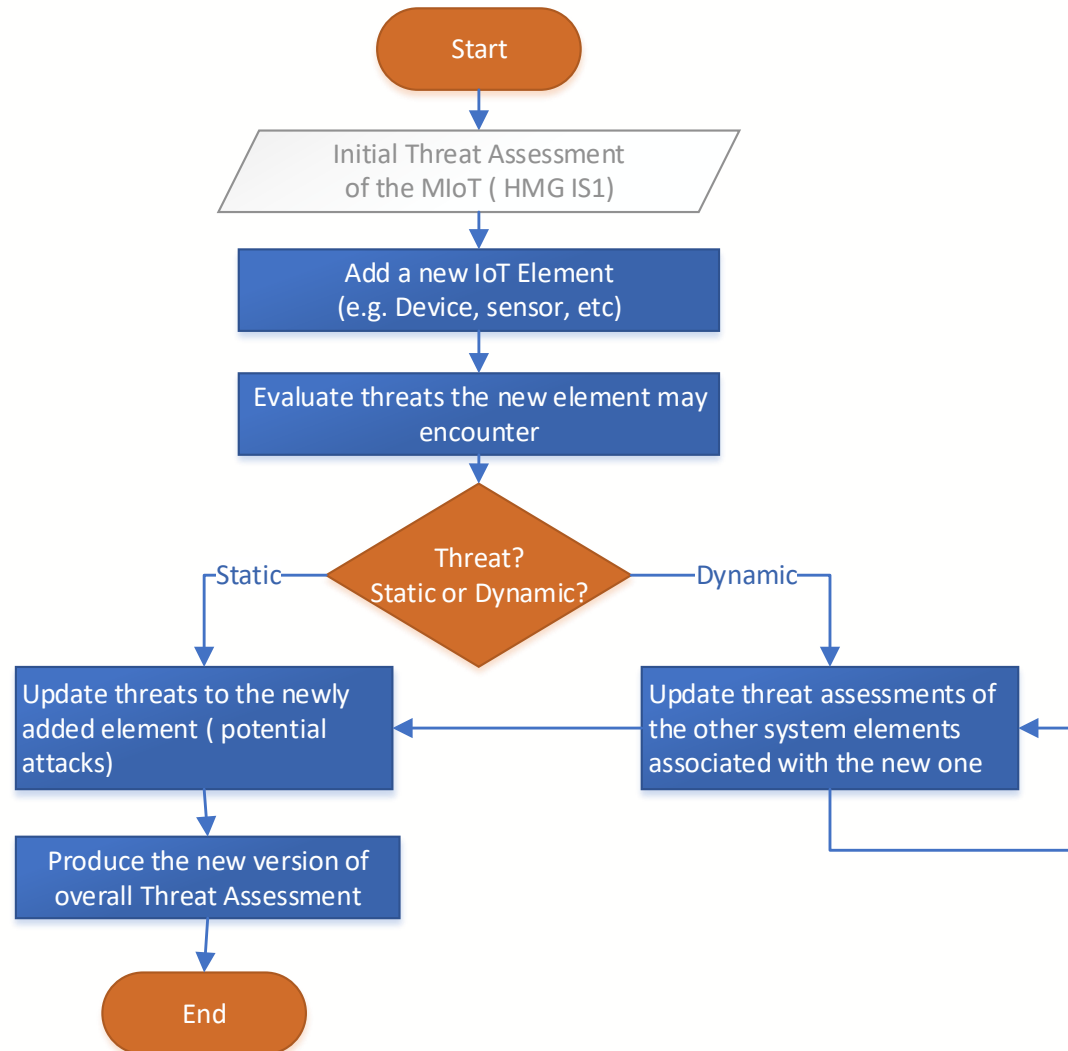 Start
Initial Threat Assessment
of the MIoT ( HMG IS1)
Add a new IoT Element
(e.g. Device, sensor, etc)
Evaluate threats the new element may
encounter
Threat?
Static or Dynamic?
Static
Dynamic
Update threats to the newly
added element ( potential
attacks)
Update threat assessments of
the other system elements
associated with the new one
Produce the new version of
overall Threat Assessment
End